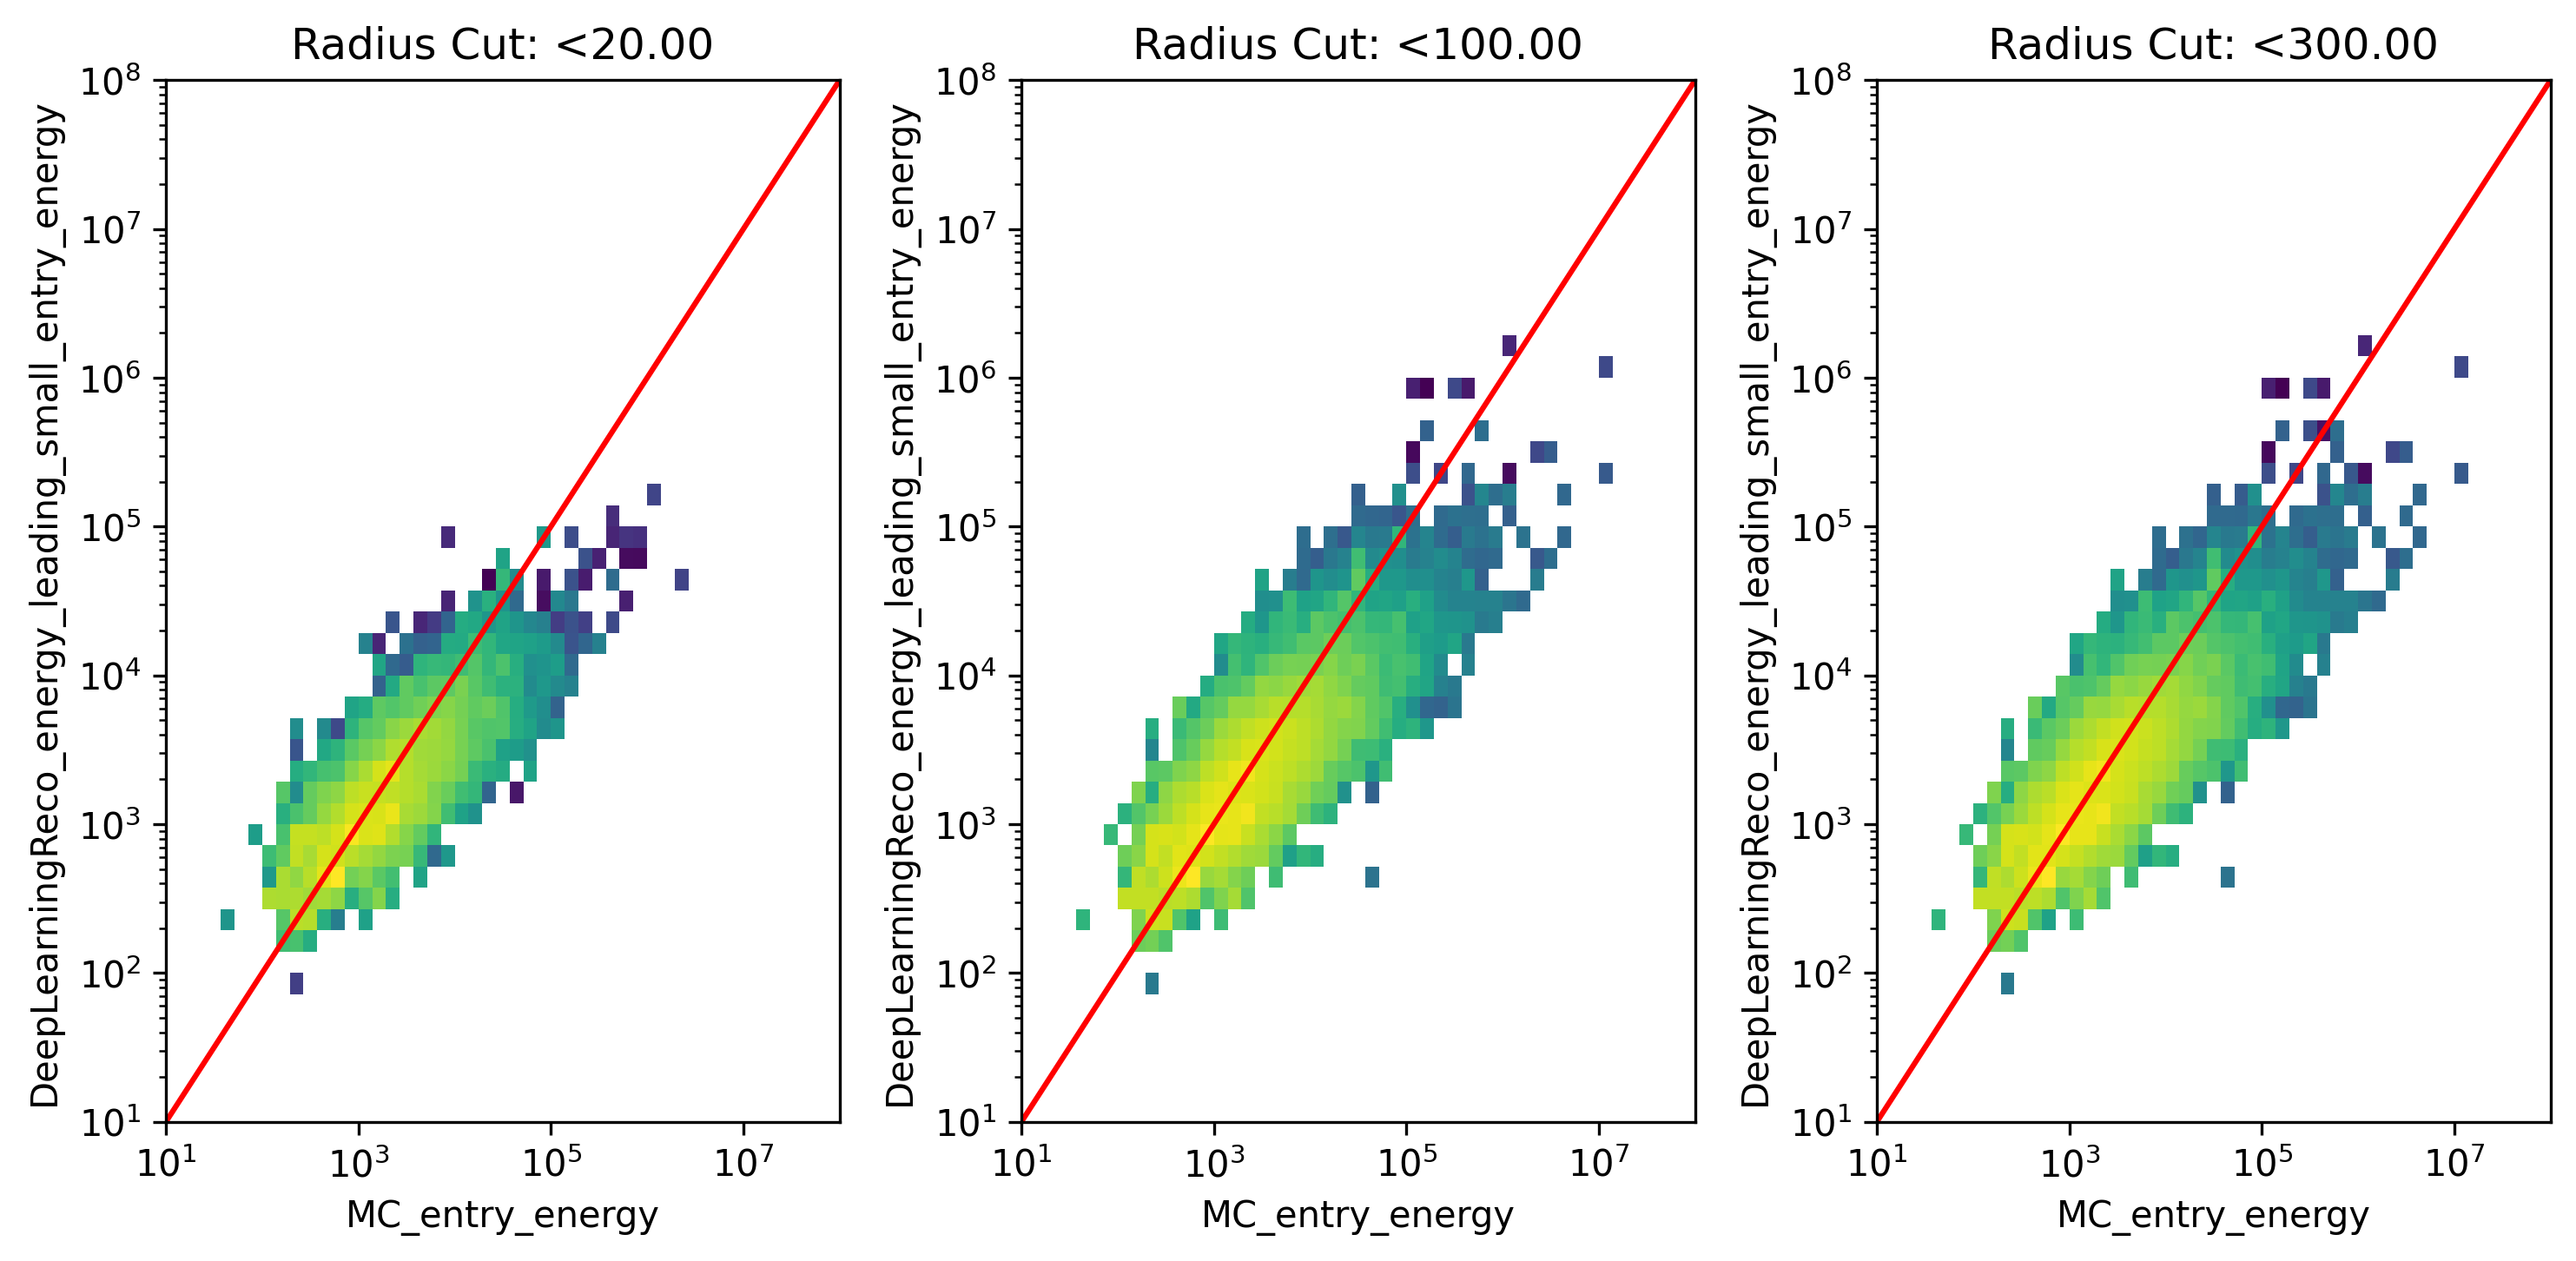 Radius Cut: <20.00
DeepLearningReco_energy_leading_small_entry_energy
10⁸
10⁷
10⁶
10⁵
10⁴
10³
10²
10¹
10¹ 10³ 10⁵ 10⁷
MC_entry_energy
Radius Cut: <100.00
DeepLearningReco_energy_leading_small_entry_energy
10⁸
10⁷
10⁶
10⁵
10⁴
10³
10²
10¹
10¹ 10³ 10⁵ 10⁷
MC_entry_energy
Radius Cut: <300.00
DeepLearningReco_energy_leading_small_entry_energy
10⁸
10⁷
10⁶
10⁵
10⁴
10³
10²
10¹
10¹ 10³ 10⁵ 10⁷
MC_entry_energy